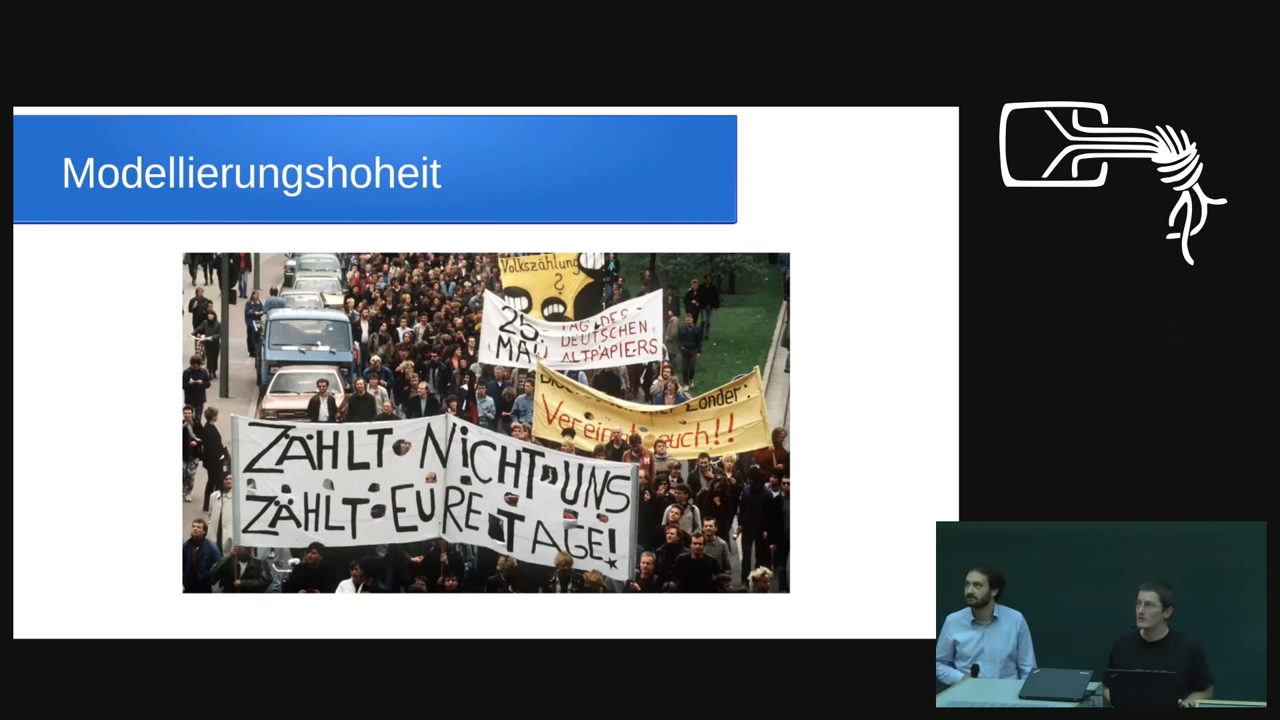 Modellierungshoheit
Volkszählung
?
25.
MAI
TAG DES
DEUTSCHEN
ALTPAPIERS
Länder:
Vereinigt euch!!
ZÄHLT NiCHT UNS
ZÄHLT EURE TAGE!